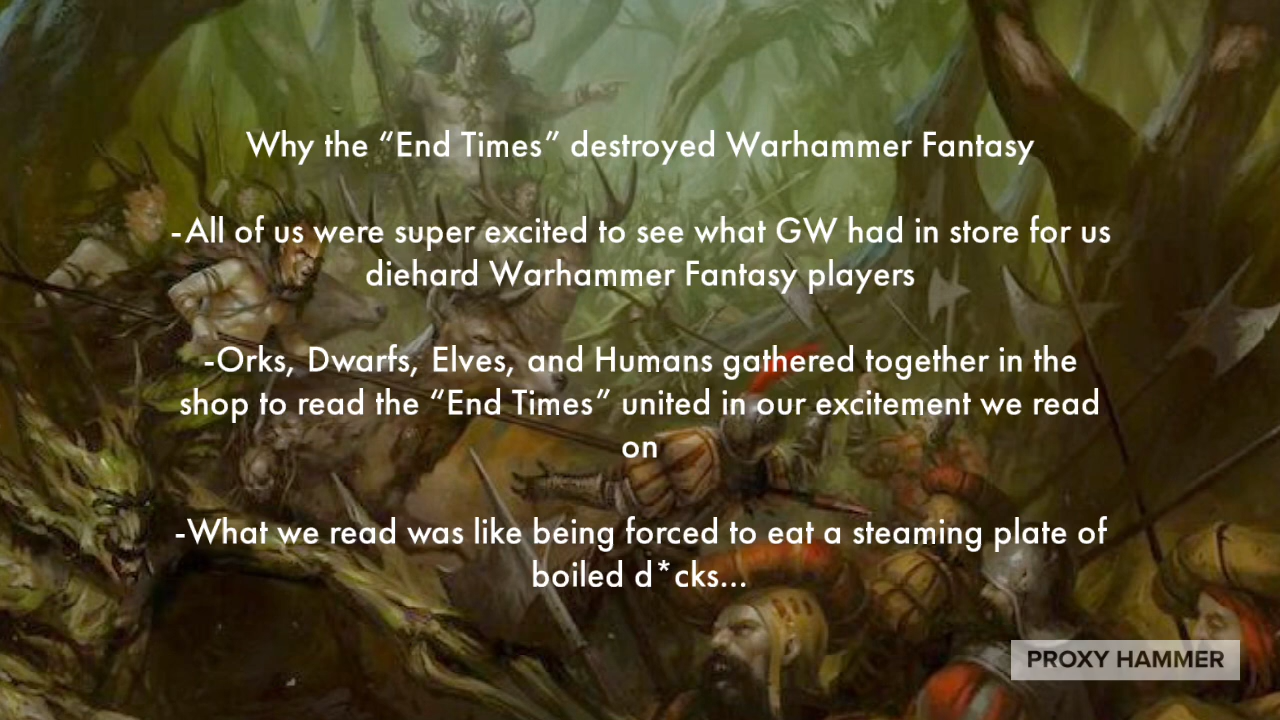 Why the “End Times” destroyed Warhammer Fantasy
-All of us were super excited to see what GW had in store for us
diehard Warhammer Fantasy players
-Orks, Dwarfs, Elves, and Humans gathered together in the
shop to read the “End Times” united in our excitement we read
on
-What we read was like being forced to eat a steaming plate of
boiled d*cks...
PROXY HAMMER